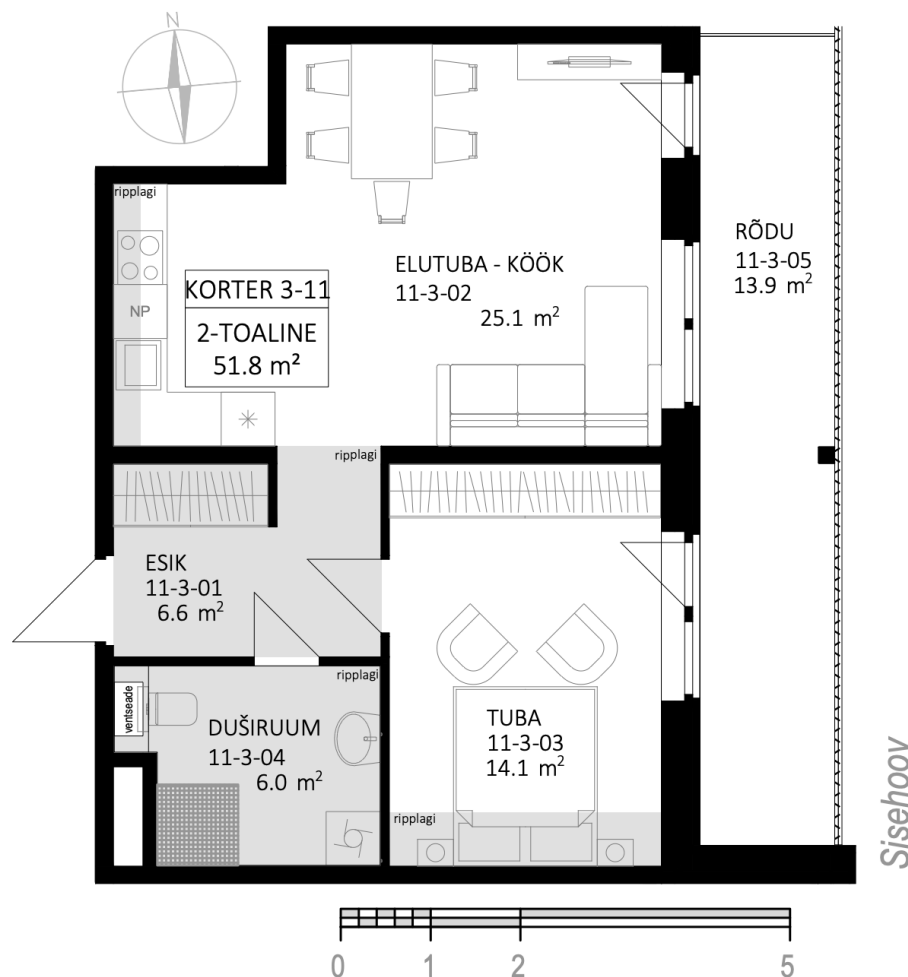 N
ripplagi
NP
KORTER 3-11
2-TOALINE
51.8 m²
ELUTUBA - KÖÖK
11-3-02
25.1 m²
RÕDU
11-3-05
13.9 m²
ripplagi
ESIK
11-3-01
6.6 m²
ripplagi
ventseade
DUŠIRUUM
11-3-04
6.0 m²
TUBA
11-3-03
14.1 m²
ripplagi
Sisehoov
0 1 2 5